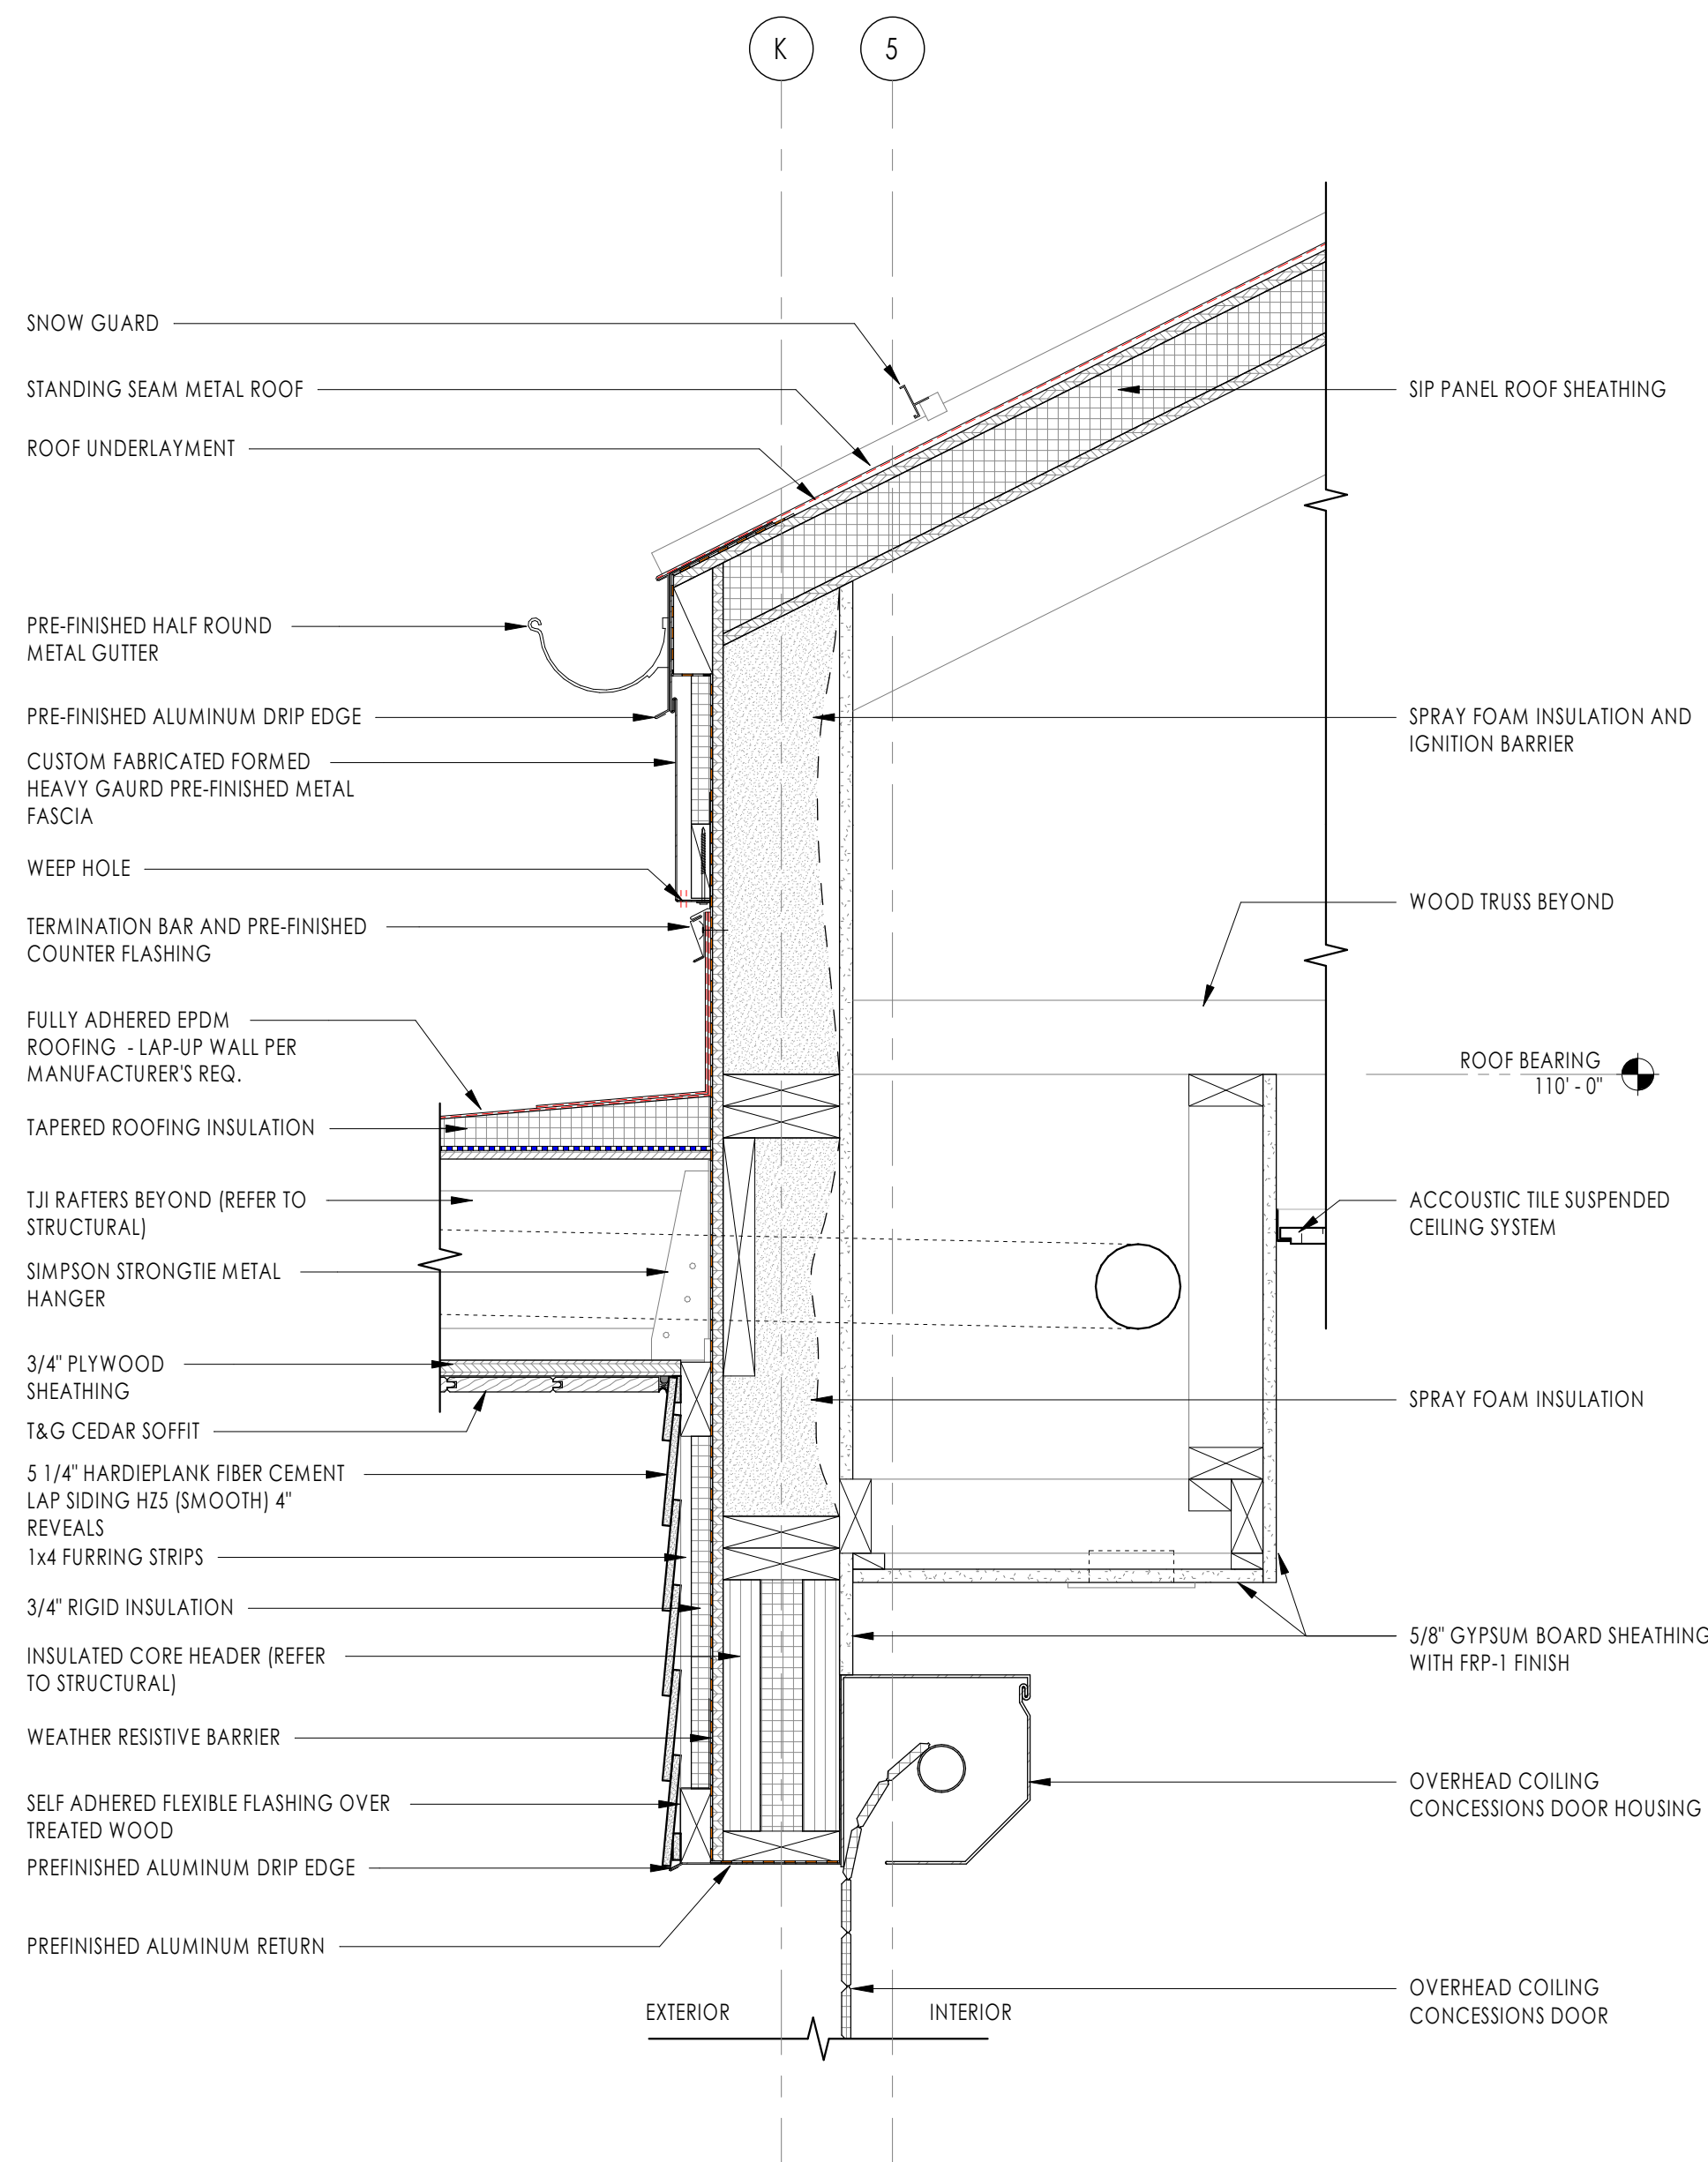 K
5
SNOW GUARD
STANDING SEAM METAL ROOF
ROOF UNDERLAYMENT
PRE-FINISHED HALF ROUND
METAL GUTTER
PRE-FINISHED ALUMINUM DRIP EDGE
CUSTOM FABRICATED FORMED
HEAVY GAURD PRE-FINISHED METAL
FASCIA
WEEP HOLE
TERMINATION BAR AND PRE-FINISHED
COUNTER FLASHING
FULLY ADHERED EPDM
ROOFING - LAP-UP WALL PER
MANUFACTURER'S REQ.
TAPERED ROOFING INSULATION
TJI RAFTERS BEYOND (REFER TO
STRUCTURAL)
SIMPSON STRONGTIE METAL
HANGER
3/4" PLYWOOD
SHEATHING
T&G CEDAR SOFFIT
5 1/4" HARDIEPLANK FIBER CEMENT
LAP SIDING HZ5 (SMOOTH) 4"
REVEALS
1x4 FURRING STRIPS
3/4" RIGID INSULATION
INSULATED CORE HEADER (REFER
TO STRUCTURAL)
WEATHER RESISTIVE BARRIER
SELF ADHERED FLEXIBLE FLASHING OVER
TREATED WOOD
PREFINISHED ALUMINUM DRIP EDGE
PREFINISHED ALUMINUM RETURN
SIP PANEL ROOF SHEATHING
SPRAY FOAM INSULATION AND
IGNITION BARRIER
WOOD TRUSS BEYOND
ROOF BEARING
110' - 0"
ACCOUSTIC TILE SUSPENDED
CEILING SYSTEM
SPRAY FOAM INSULATION
5/8" GYPSUM BOARD SHEATHING
WITH FRP-1 FINISH
OVERHEAD COILING
CONCESSIONS DOOR HOUSING
OVERHEAD COILING
CONCESSIONS DOOR
EXTERIOR
INTERIOR